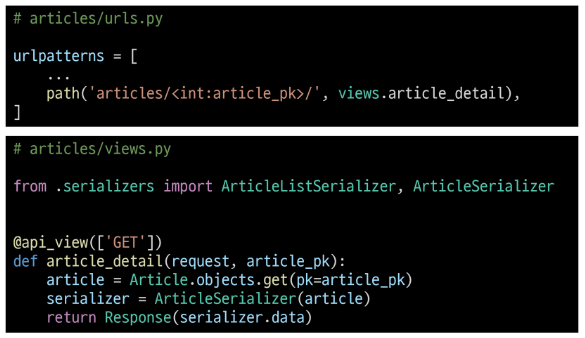 # articles/urls.py
urlpatterns = [
    ...
    path('articles/<int:article_pk>/', views.article_detail),
]
# articles/views.py
from .serializers import ArticleListSerializer, ArticleSerializer
@api_view(['GET'])
def article_detail(request, article_pk):
    article = Article.objects.get(pk=article_pk)
    serializer = ArticleSerializer(article)
    return Response(serializer.data)